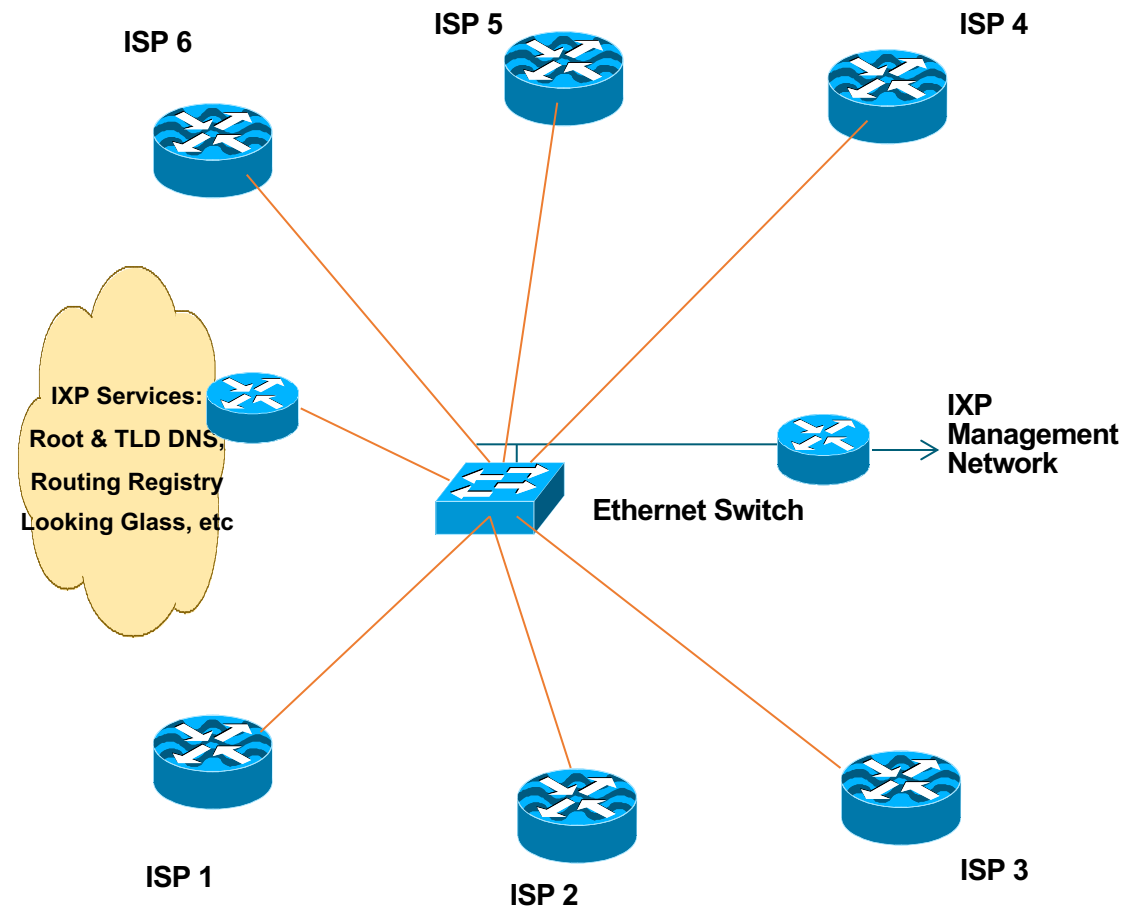 ISP 6
ISP 5
ISP 4
IXP Services:
Root & TLD DNS,
Routing Registry
Looking Glass, etc
IXP
Management
Network
Ethernet Switch
ISP 1
ISP 2
ISP 3